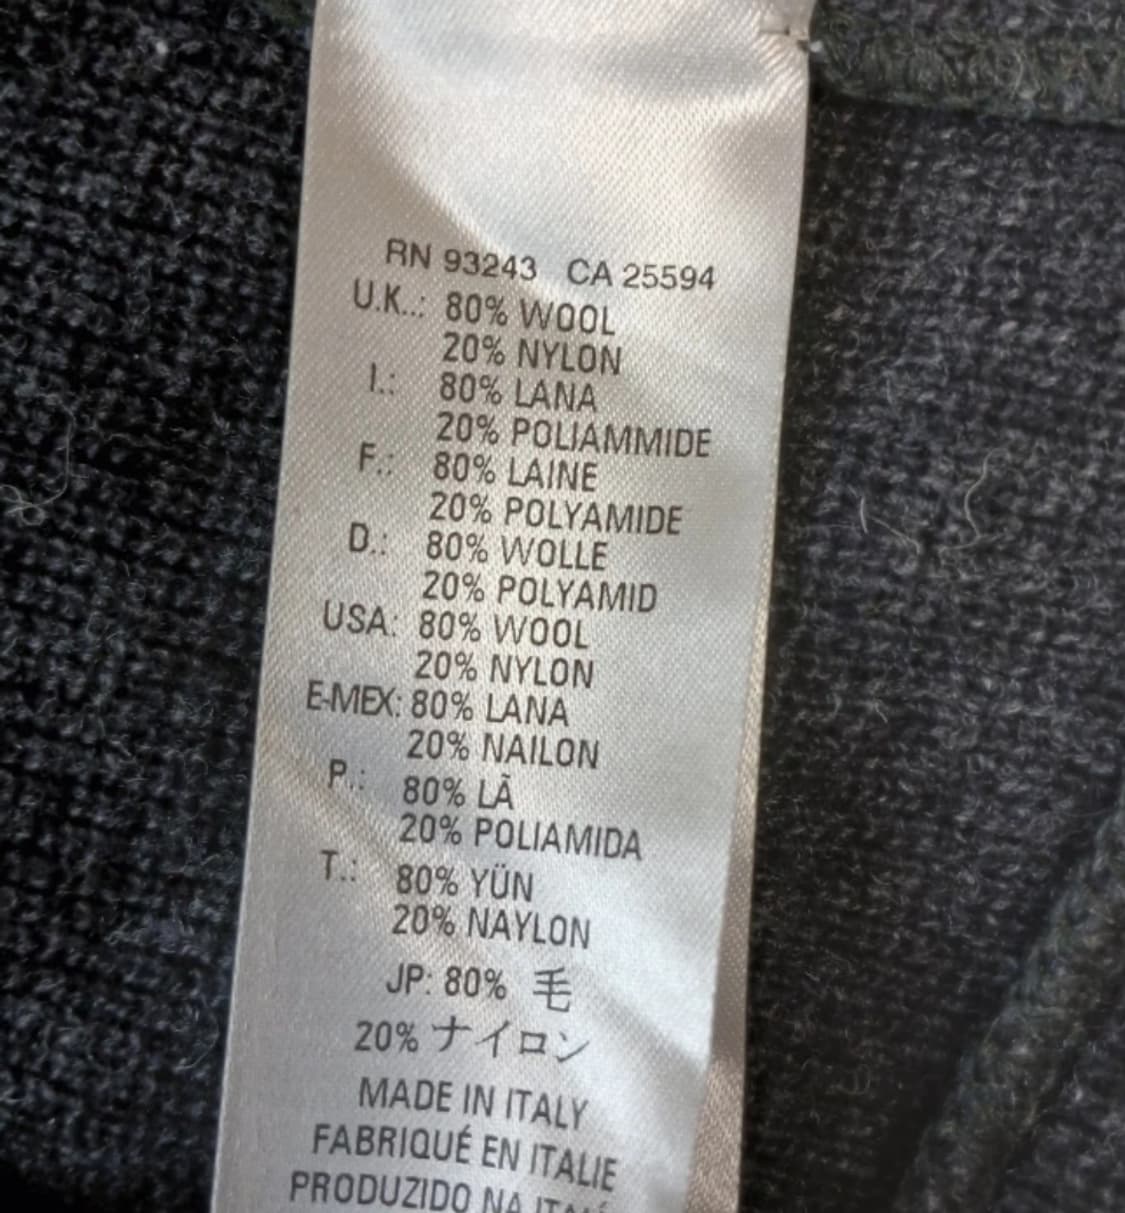 RN 93243 CA 25594
U.K..: 80% WOOL
20% NYLON
I.: 80% LANA
20% POLIAMMIDE
F.: 80% LAINE
20% POLYAMIDE
D.: 80% WOLLE
20% POLYAMID
USA: 80% WOOL
20% NYLON
E-MEX: 80% LANA
20% NAILON
P.: 80% LÃ
20% POLIAMIDA
T.: 80% YÜN
20% NAYLON
JP: 80% 毛
20% ナイロン
MADE IN ITALY
FABRIQUÉ EN ITALIE
PRODUZIDO NA